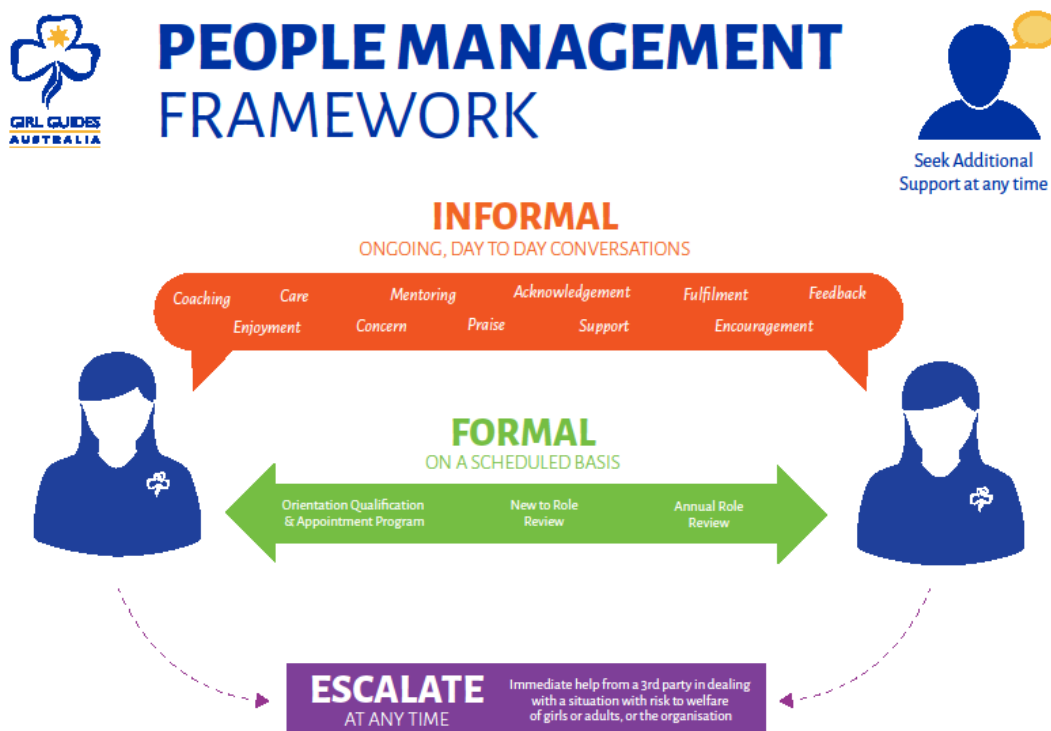 GIRL GUIDES
AUSTRALIA
PEOPLE MANAGEMENT
FRAMEWORK
Seek Additional
Support at any time
INFORMAL
ONGOING, DAY TO DAY CONVERSATIONS
Coaching Care Mentoring Acknowledgement Fulfilment Feedback
Enjoyment Concern Praise Support Encouragement
FORMAL
ON A SCHEDULED BASIS
Orientation Qualification
& Appointment Program
New to Role
Review
Annual Role
Review
ESCALATE
AT ANY TIME
Immediate help from a 3rd party in dealing
with a situation with risk to welfare
of girls or adults, or the organisation